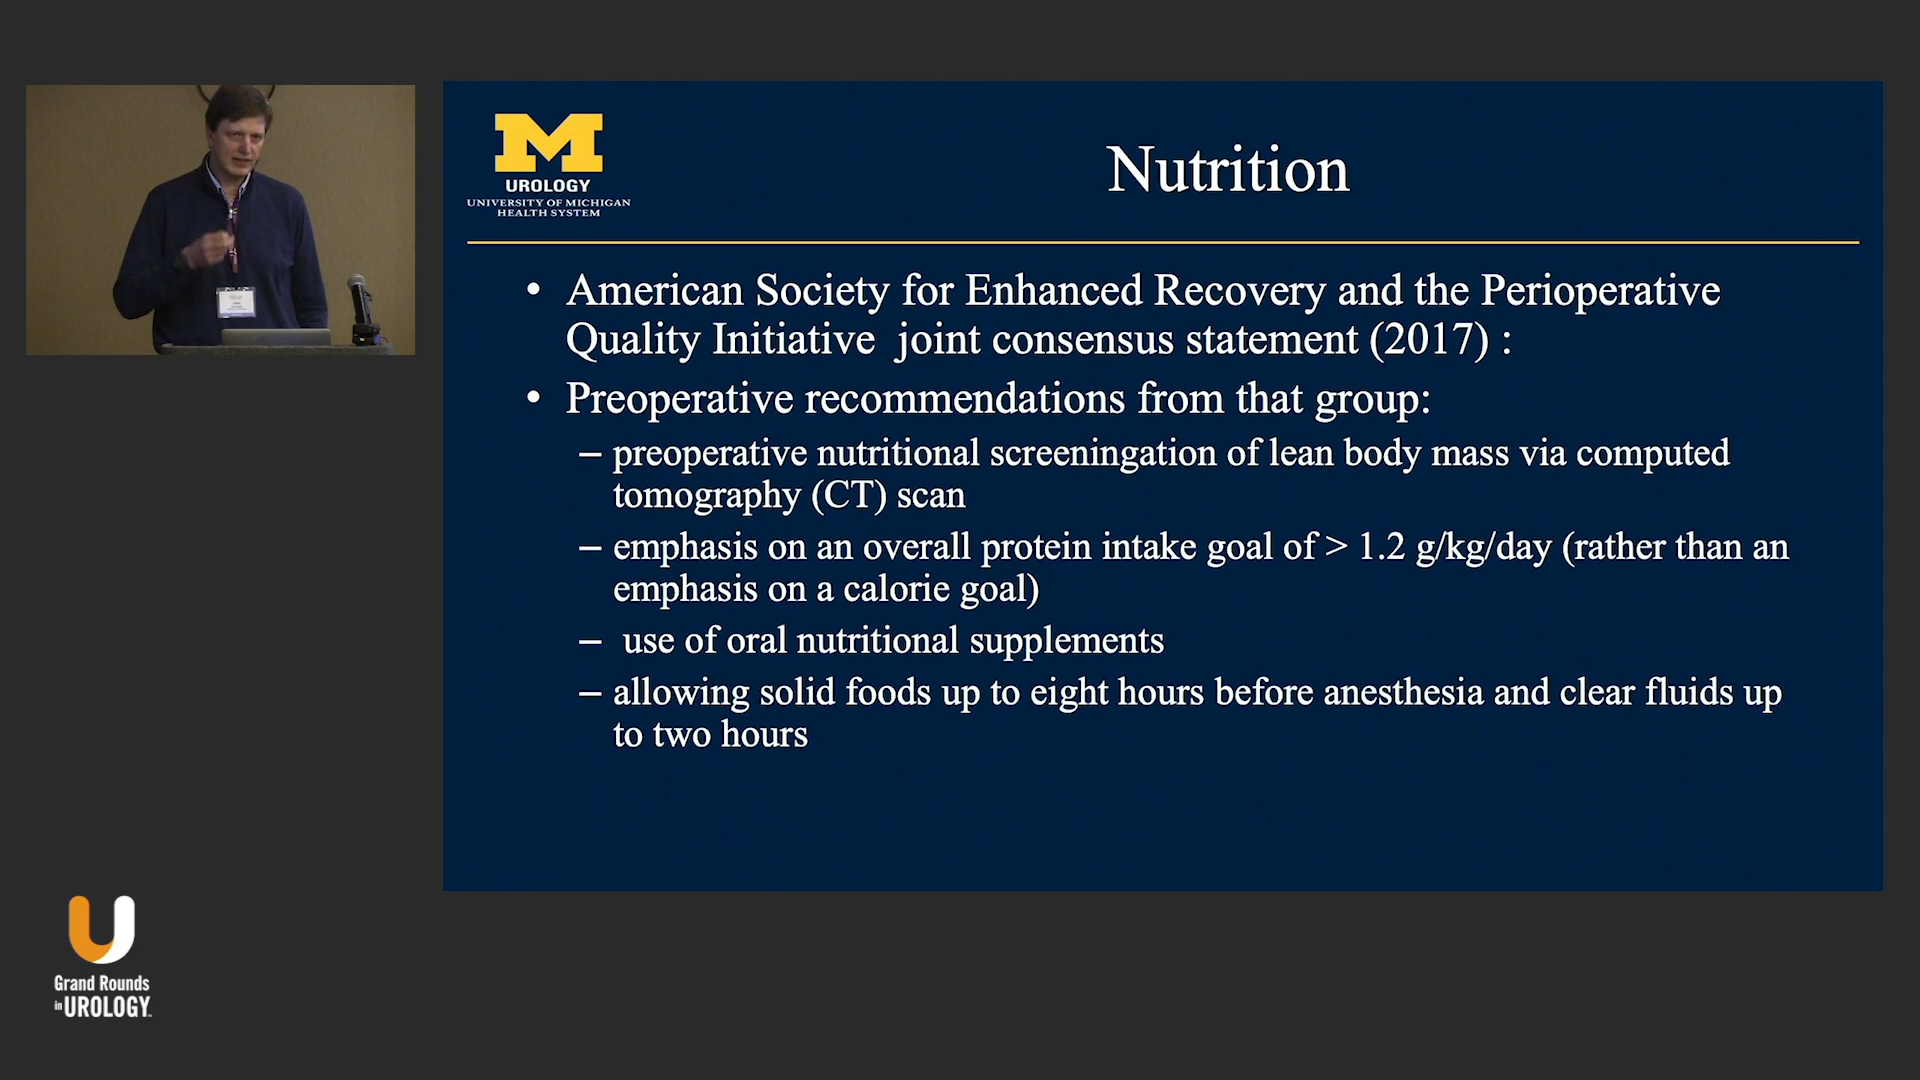 M
UROLOGY
UNIVERSITY OF MICHIGAN
HEALTH SYSTEM
Nutrition
• American Society for Enhanced Recovery and the Perioperative
Quality Initiative joint consensus statement (2017) :
• Preoperative recommendations from that group:
– preoperative nutritional screeningation of lean body mass via computed
tomography (CT) scan
– emphasis on an overall protein intake goal of > 1.2 g/kg/day (rather than an
emphasis on a calorie goal)
– use of oral nutritional supplements
– allowing solid foods up to eight hours before anesthesia and clear fluids up
to two hours
U
Grand Rounds
in UROLOGY